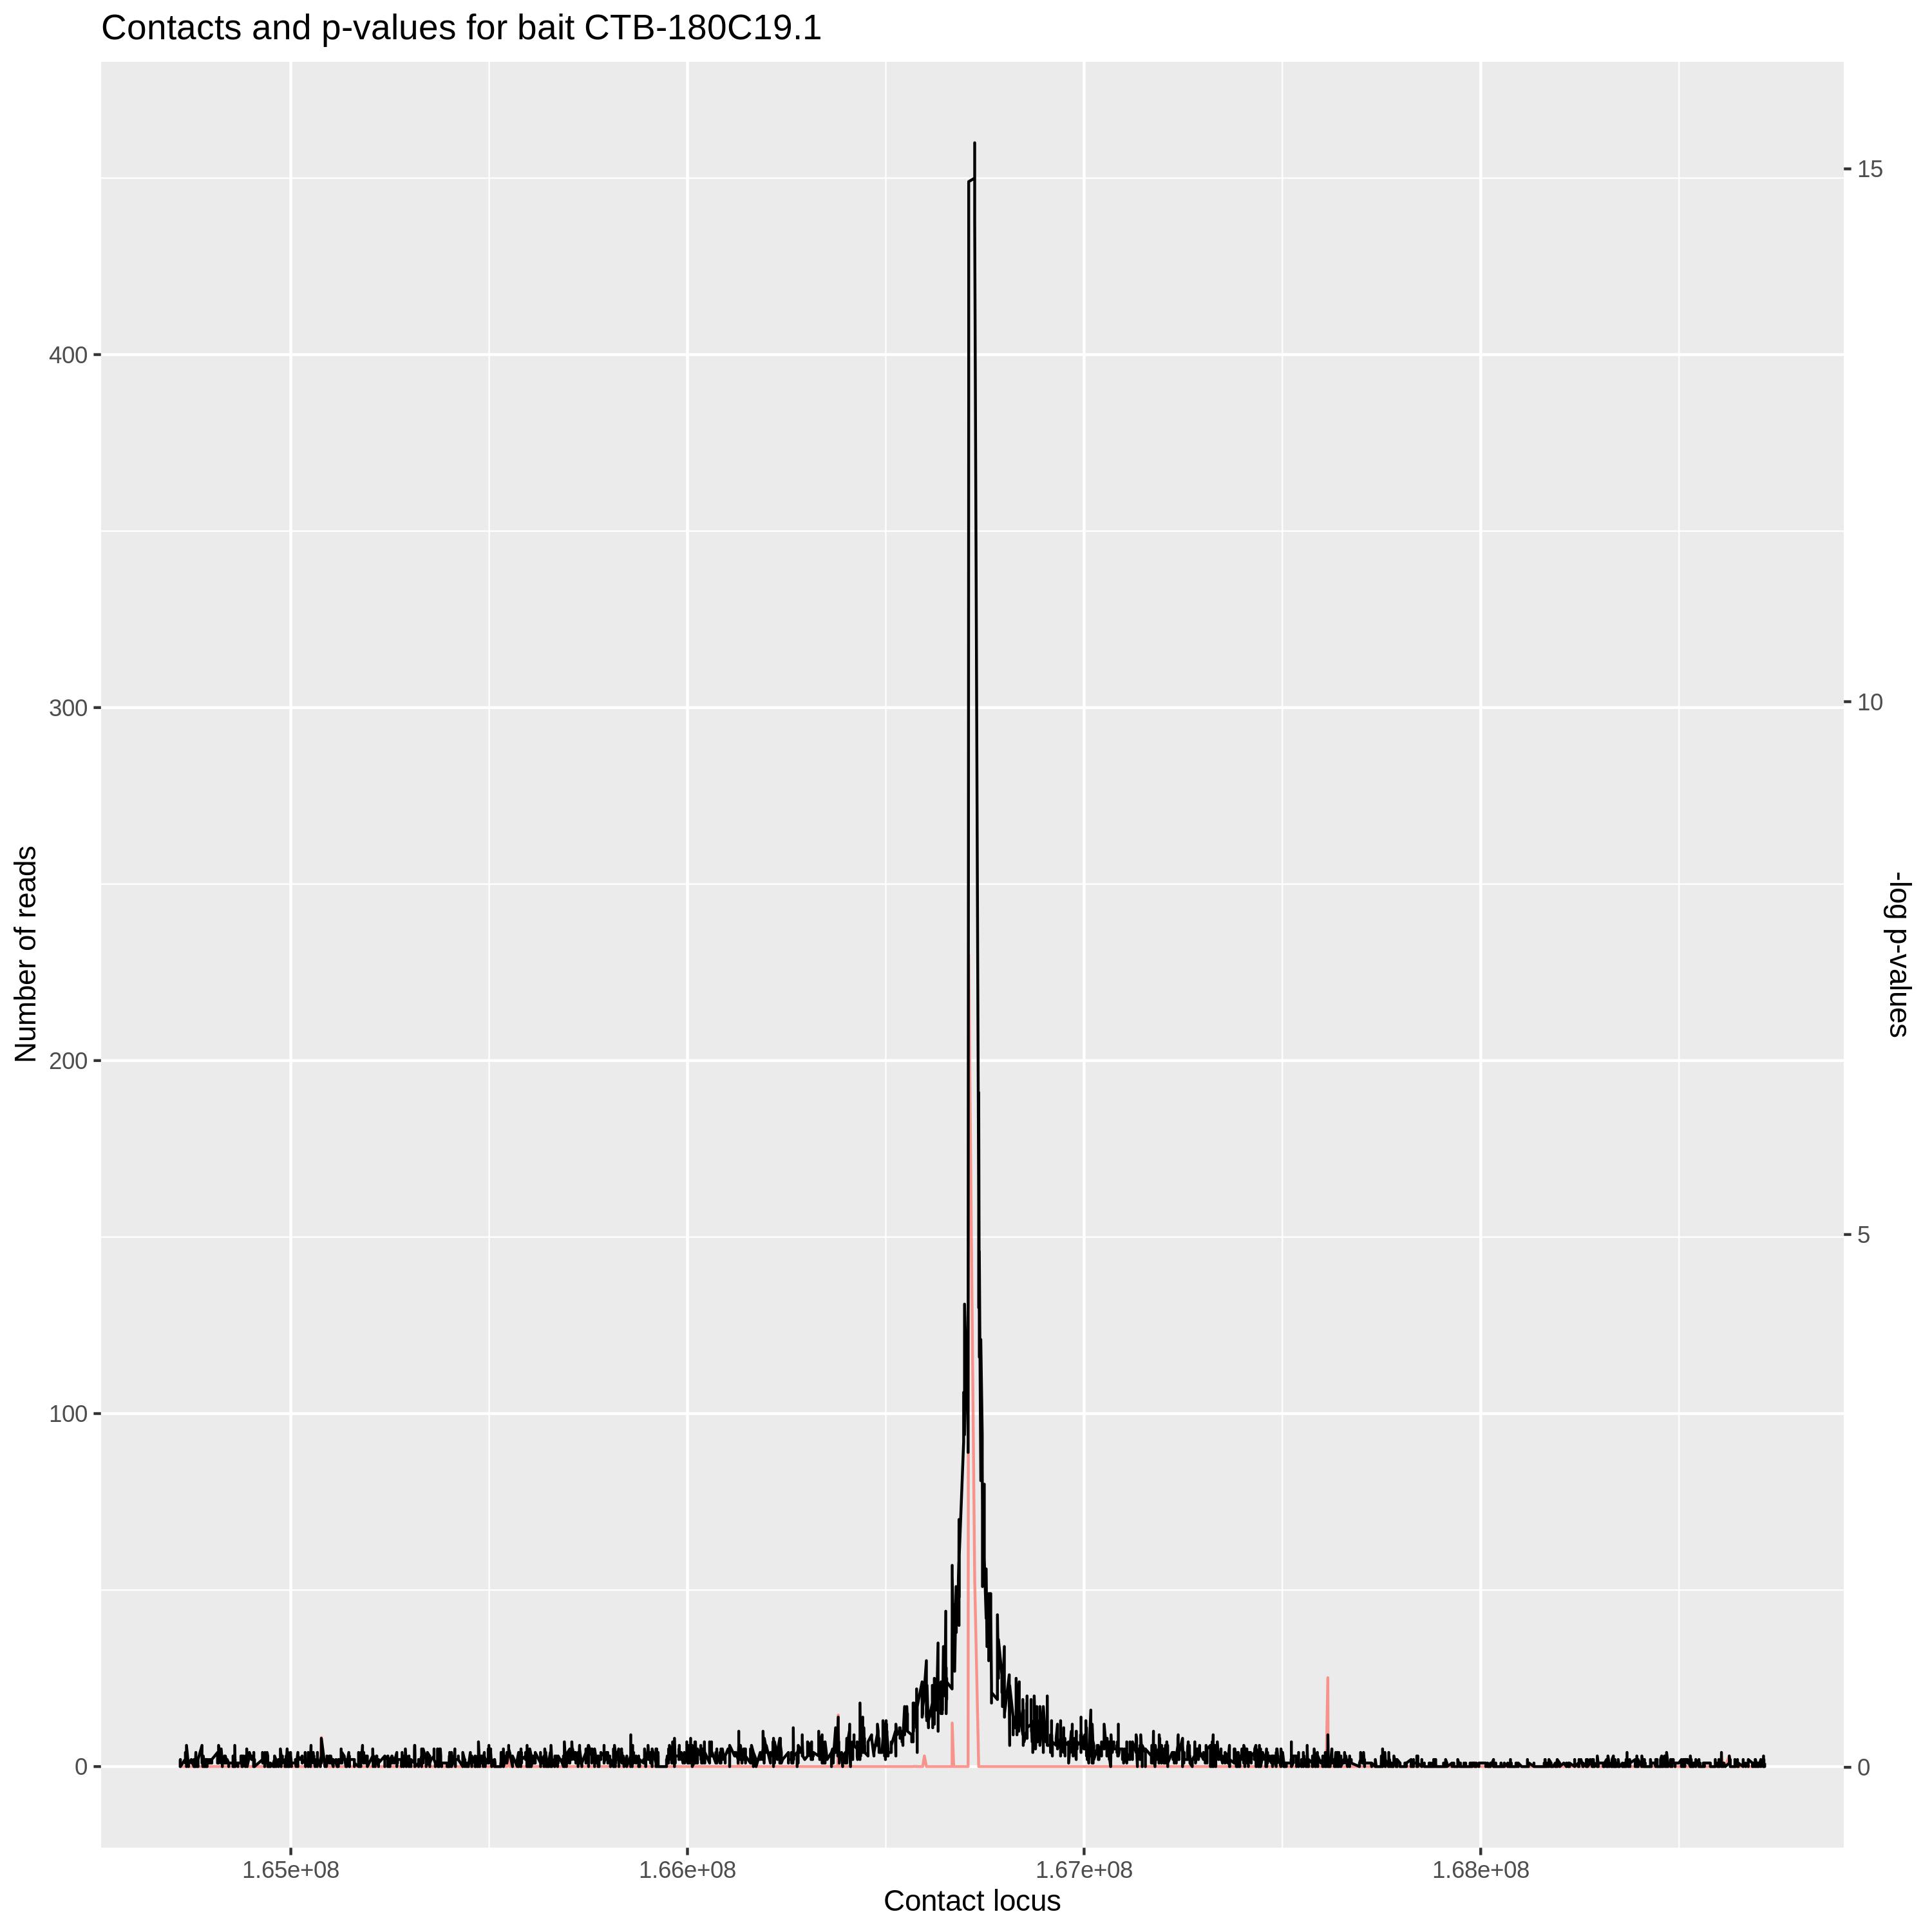 Contacts and p-values for bait CTB-180C19.1
Number of reads
400
300
200
100
0
15
10
5
0
-log p-values
1.65e+08 1.66e+08 1.67e+08 1.68e+08
Contact locus